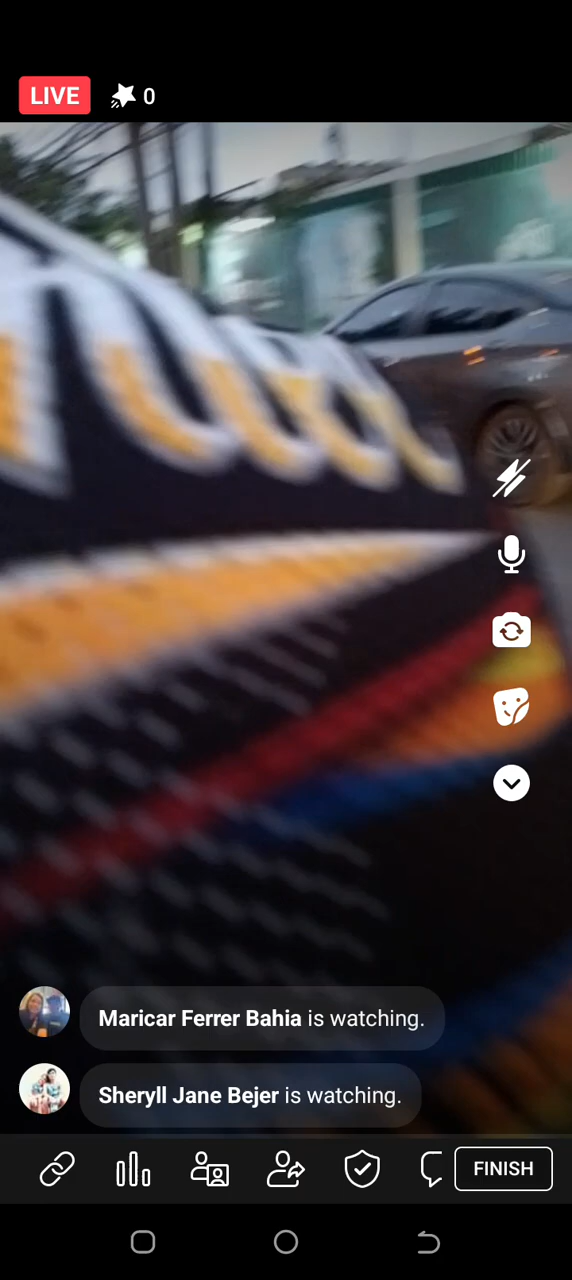 LIVE
0
Maricar Ferrer Bahia is watching.
Sheryll Jane Bejer is watching.
FINISH